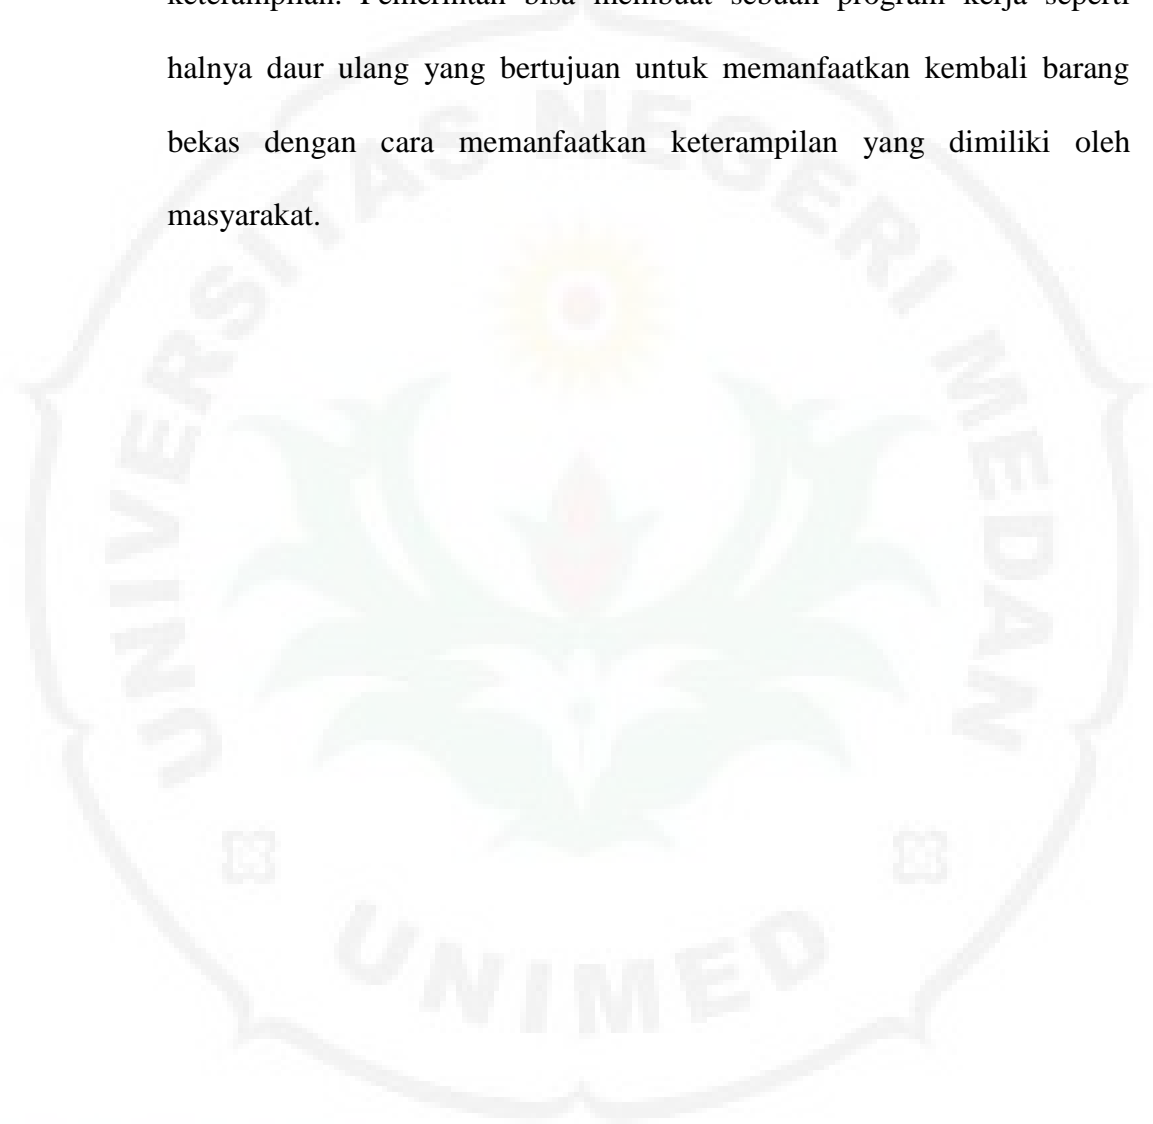 keterampilan. Pemerintah bisa membuat sebuah program kerja seperti
halnya daur ulang yang bertujuan untuk memanfaatkan kembali barang
bekas dengan cara memanfaatkan keterampilan yang dimiliki oleh
masyarakat.
UNIVERSITAS NEGERI MEDAN
UNIMED